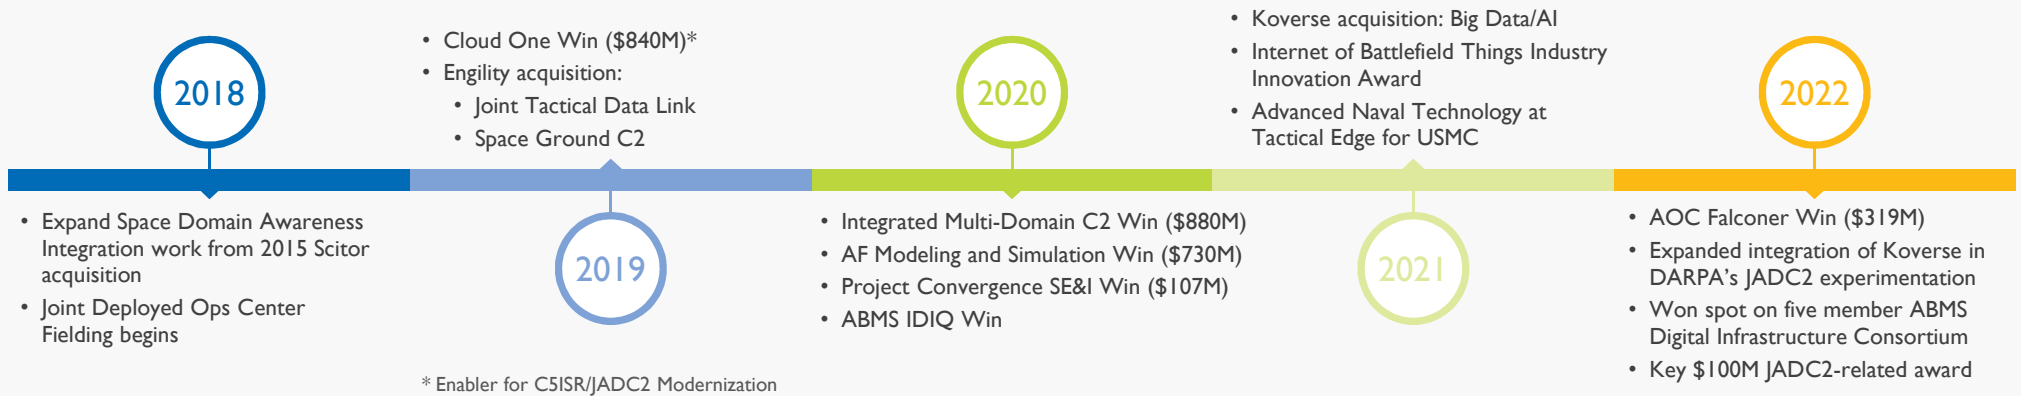 2018
• Expand Space Domain Awareness
Integration work from 2015 Scitor
acquisition
• Joint Deployed Ops Center
Fielding begins
• Cloud One Win ($840M)*
• Engility acquisition:
• Joint Tactical Data Link
• Space Ground C2
2019
* Enabler for C5ISR/JADC2 Modernization
2020
• Integrated Multi-Domain C2 Win ($880M)
• AF Modeling and Simulation Win ($730M)
• Project Convergence SE&I Win ($107M)
• ABMS IDIQ Win
• Koverse acquisition: Big Data/AI
• Internet of Battlefield Things Industry
Innovation Award
• Advanced Naval Technology at
Tactical Edge for USMC
2021
2022
• AOC Falconer Win ($319M)
• Expanded integration of Koverse in
DARPA's JADC2 experimentation
• Won spot on five member ABMS
Digital Infrastructure Consortium
• Key $100M JADC2-related award